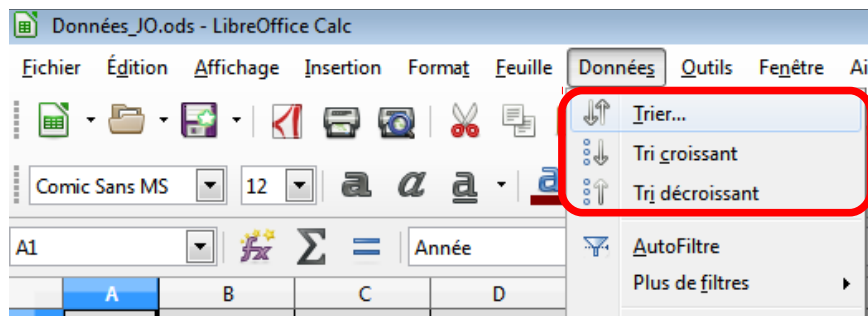 Données_JO.ods - LibreOffice Calc
Fichier Édition Affichage Insertion Format Feuille Données Outils Fenêtre Ai
Trier...
Comic Sans MS 12 a a a a
Tri croissant
Tri décroissant
A1 Année
AutoFiltre
A B C D
Plus de filtres